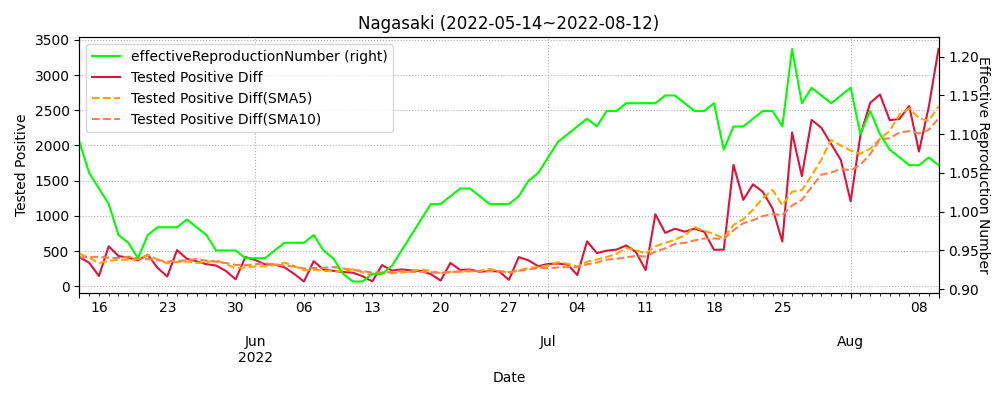 Nagasaki (2022-05-14~2022-08-12)
effectiveReproductionNumber (right)
Tested Positive Diff
Tested Positive Diff(SMA5)
Tested Positive Diff(SMA10)
Tested Positive
3500
3000
2500
2000
1500
1000
500
0
1.20
1.15
1.10
1.05
1.00
0.95
0.90
Effective Reproduction Number
16 23 30 06 13 20 27 04 11 18 25 08
Jun Jul Aug
2022
Date